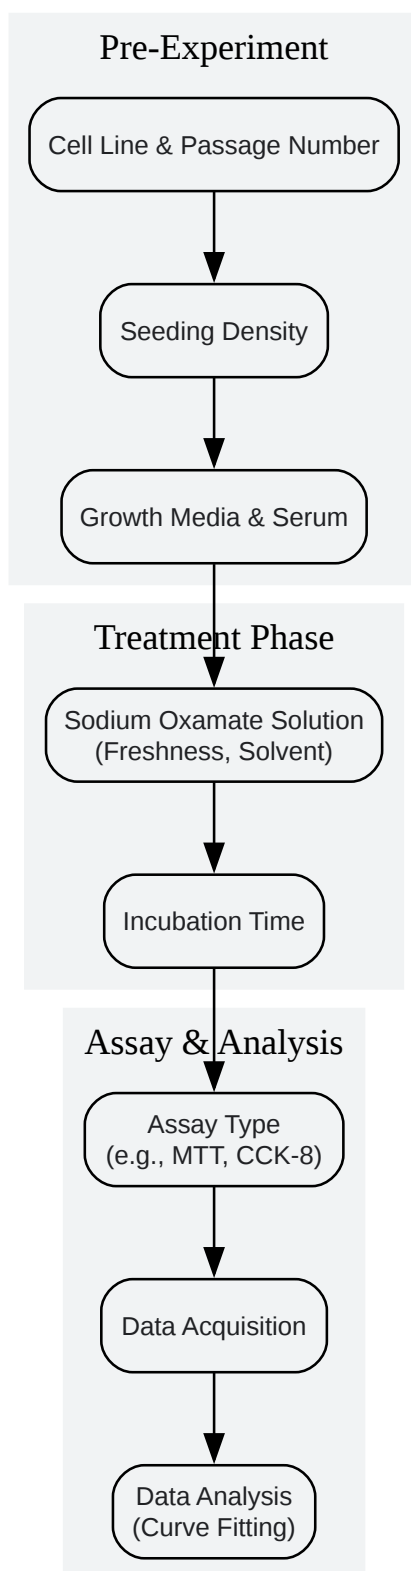 Pre-Experiment
Cell Line & Passage Number
Seeding Density
Growth Media & Serum
Treatment Phase
Sodium Oxamate Solution
(Freshness, Solvent)
Incubation Time
Assay & Analysis
Assay Type
(e.g., MTT, CCK-8)
Data Acquisition
Data Analysis
(Curve Fitting)